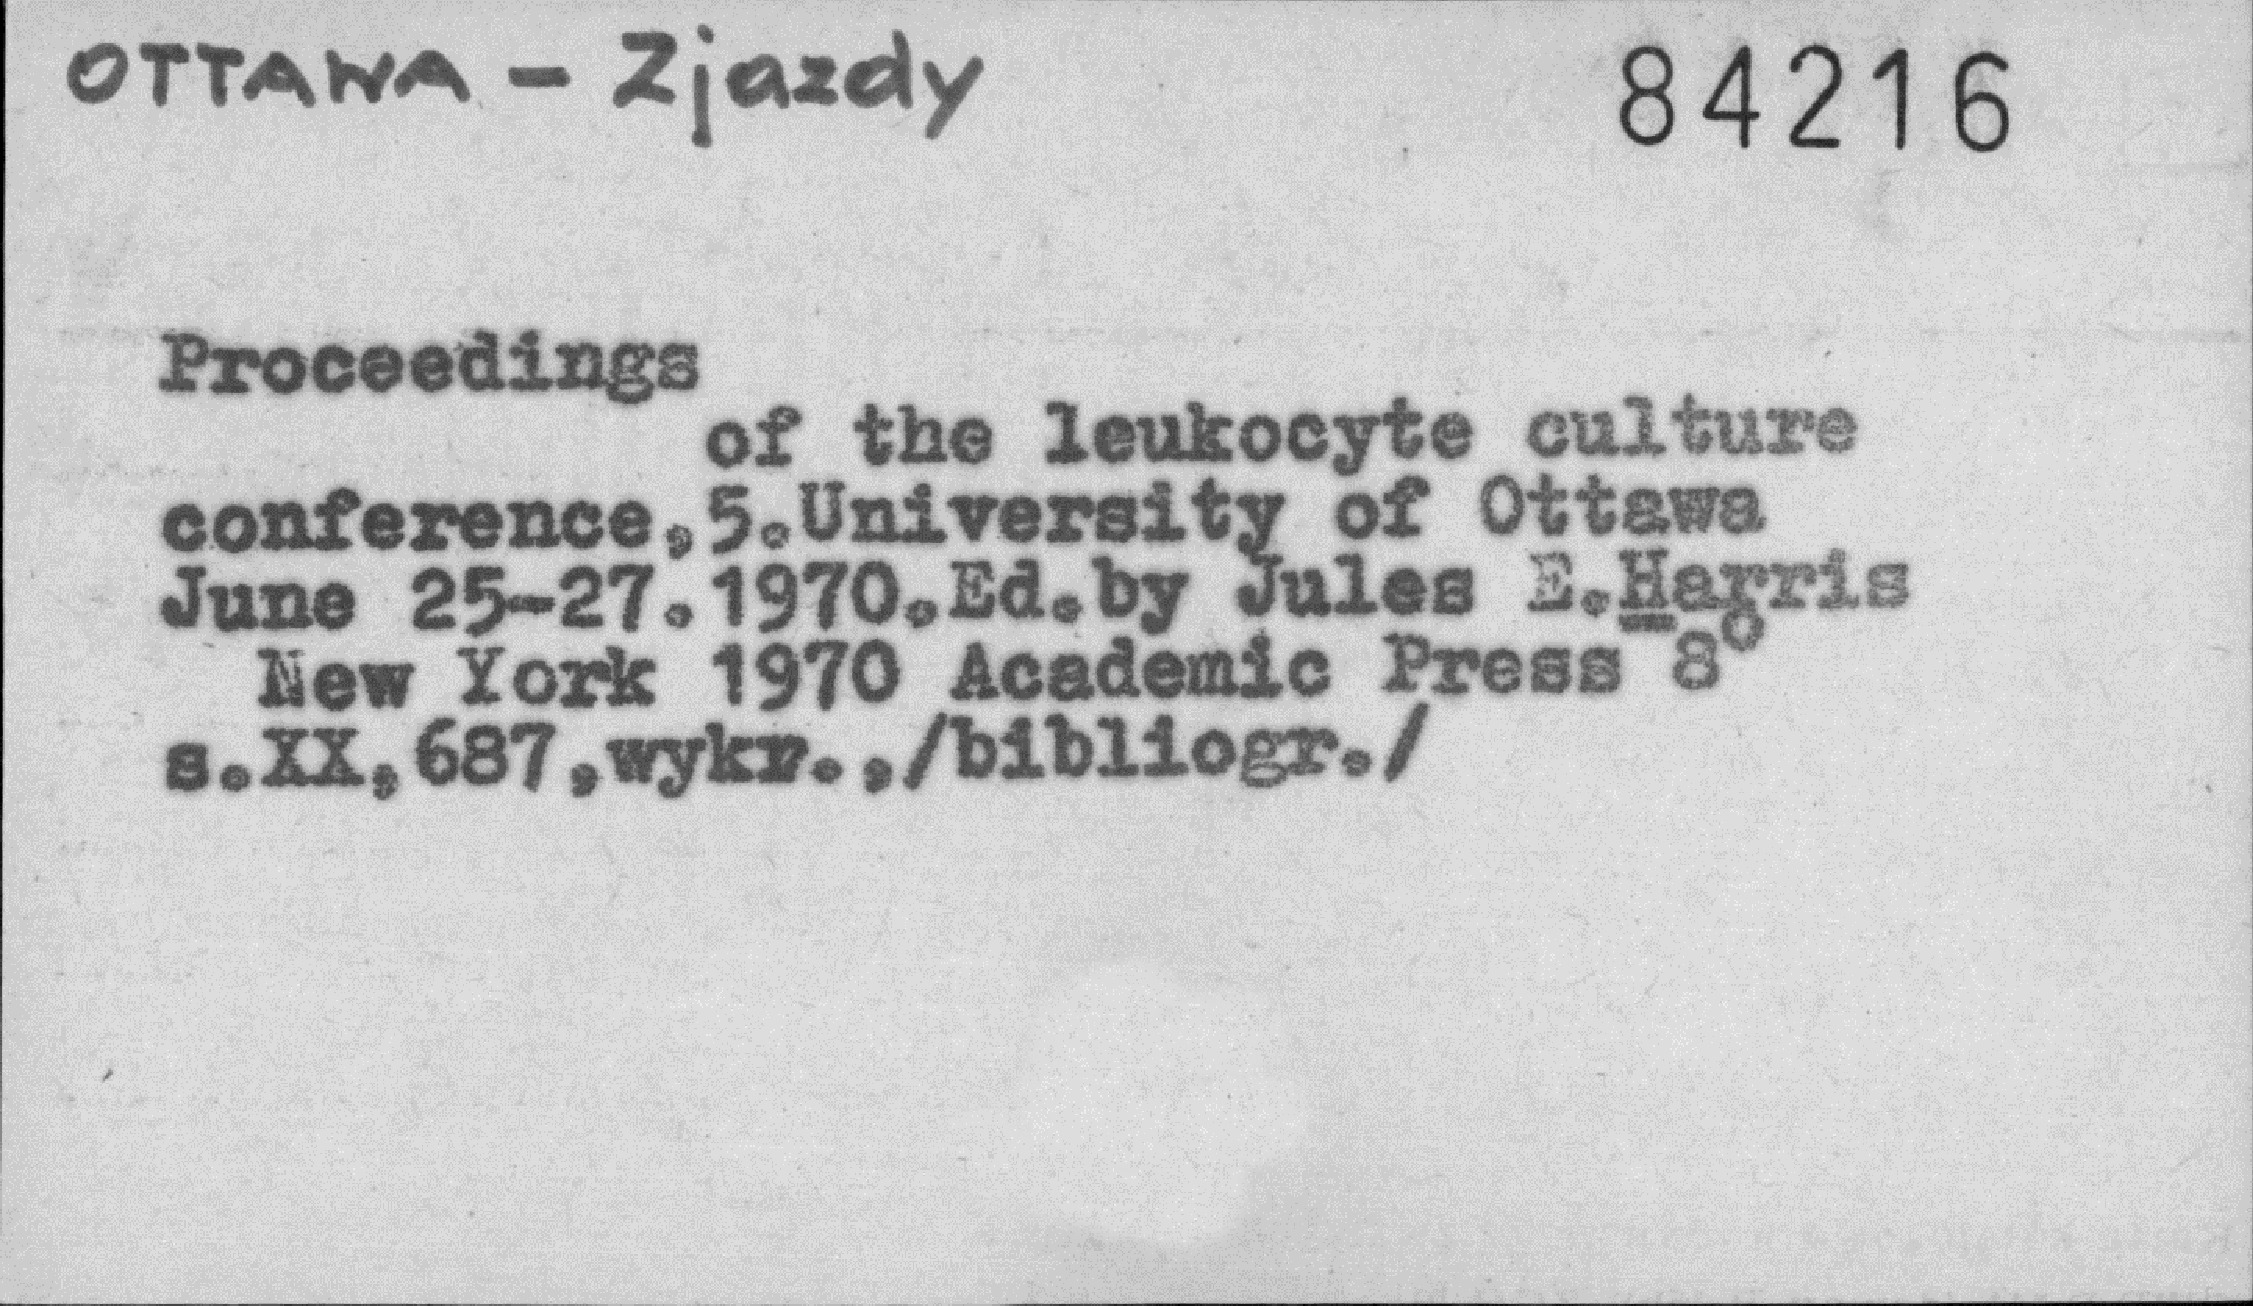 OTTAWA - Zjazdy 84216
Proceedings
of the leukocyte culture
conference,5.University of Ottawa
June 25-27.1970.Ed.by Jules E.Harris
New York 1970 Academic Press 8°
s.XX,687,wykr.,/bibliogr./